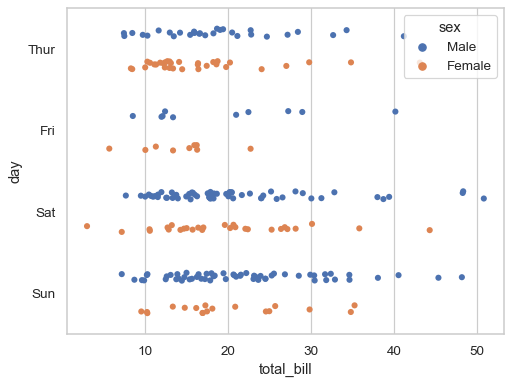 sex
Male
Female
Thur
Fri
Sat
Sun
day
10 20 30 40 50
total_bill